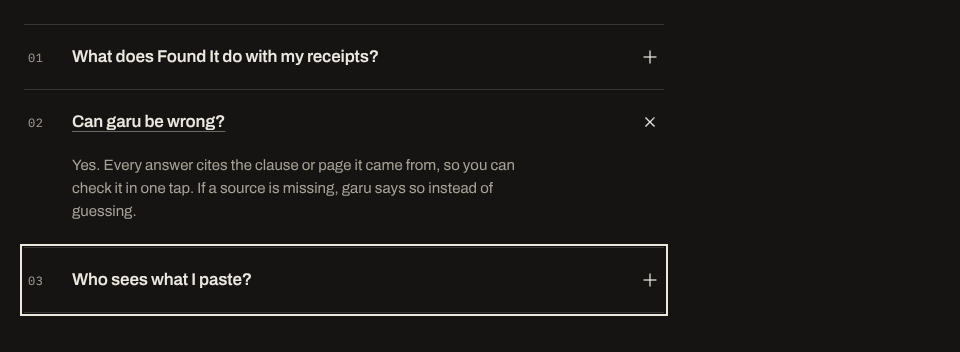 01 What does Found It do with my receipts?
02 Can garu be wrong?
Yes. Every answer cites the clause or page it came from, so you can
check it in one tap. If a source is missing, garu says so instead of
guessing.
03 Who sees what I paste?